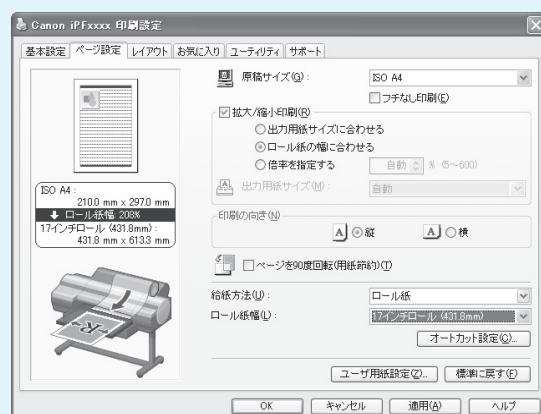 Canon iPFxxxx 印刷設定
基本設定 ページ設定 レイアウト お気に入り ユーティリティ サポート
原稿サイズ(G): ISO A4
フチなし印刷(E)
拡大/縮小印刷(R)
出力用紙サイズに合わせる
ロール紙の幅に合わせる
倍率を指定する 自動 % (5～600)
出力用紙サイズ(M): 自動
印刷の向き(N)
A 縦 A 横
ページを90度回転(用紙節約)(T)
給紙方法(U): ロール紙
ロール紙幅(L): 17インチロール (431.8mm)
オートカット設定(C)...
ユーザ用紙設定(Z)... 標準に戻す(F)
ISO A4 :
210.0 mm x 297.0 mm
ロール紙幅 208%
17インチロール (431.8mm) :
431.8 mm x 613.3 mm
R
OK キャンセル 適用(A) ヘルプ